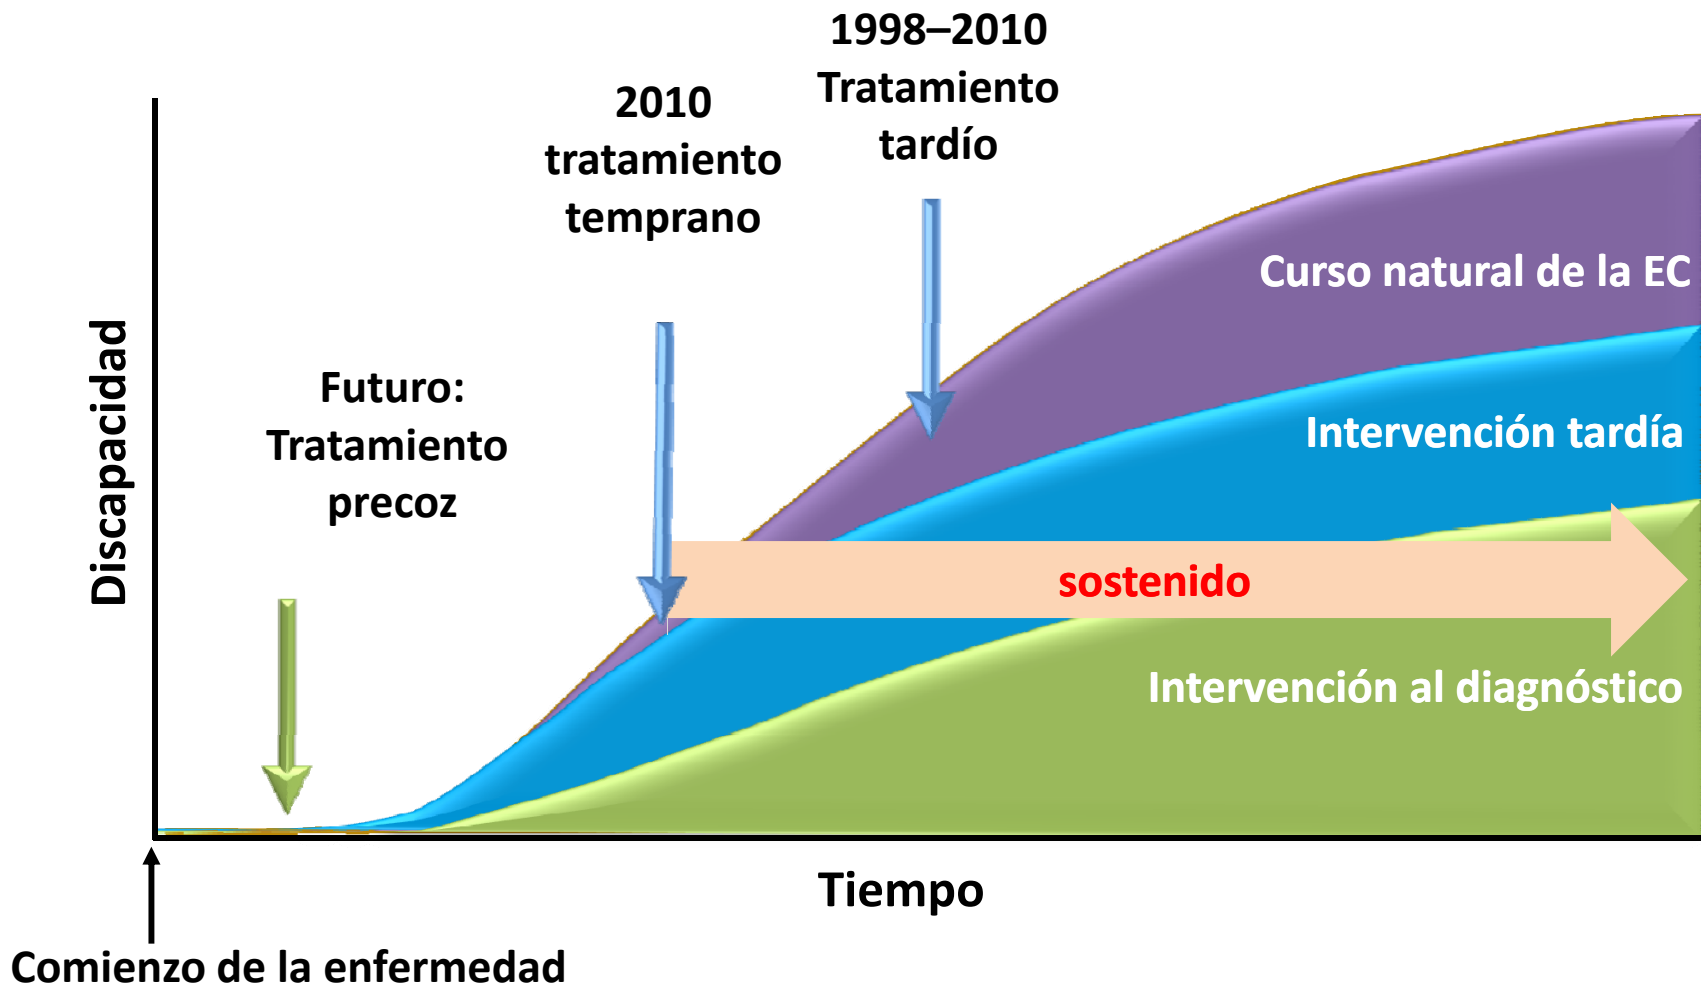 1998–2010
Tratamiento
tardío
2010
tratamiento
temprano
Futuro:
Tratamiento
precoz
Discapacidad
Curso natural de la EC
Intervención tardía
sostenido
Intervención al diagnóstico
Tiempo
Comienzo de la enfermedad